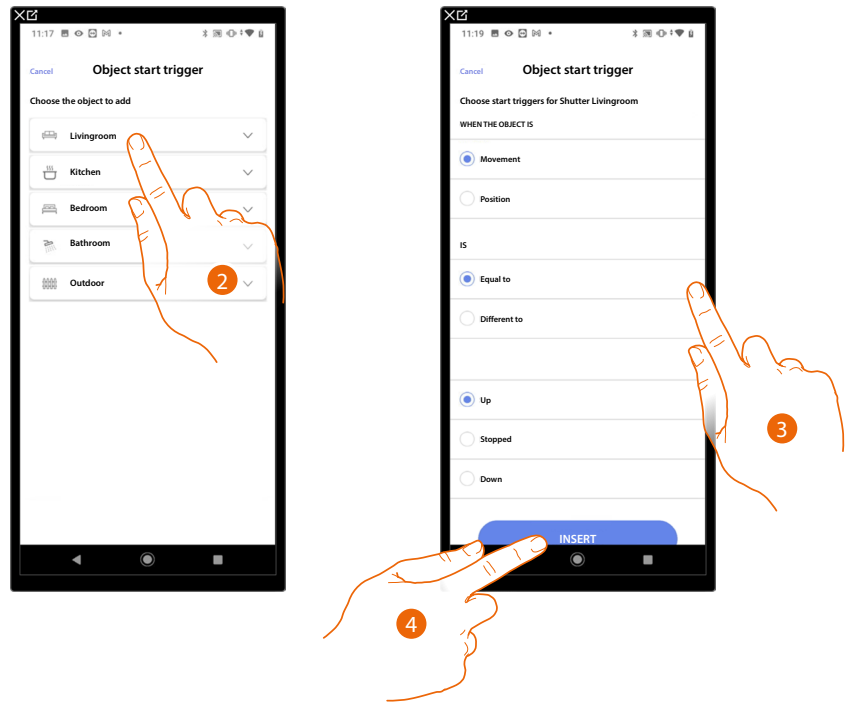 11:17
Cancel
Object start trigger
Choose the object to add
Livingroom
Kitchen
Bedroom
Bathroom
Outdoor
2
11:19
Cancel
Object start trigger
Choose start triggers for Shutter Livingroom
WHEN THE OBJECT IS
Movement
Position
IS
Equal to
Different to
Up
Stopped
Down
INSERT
3
4